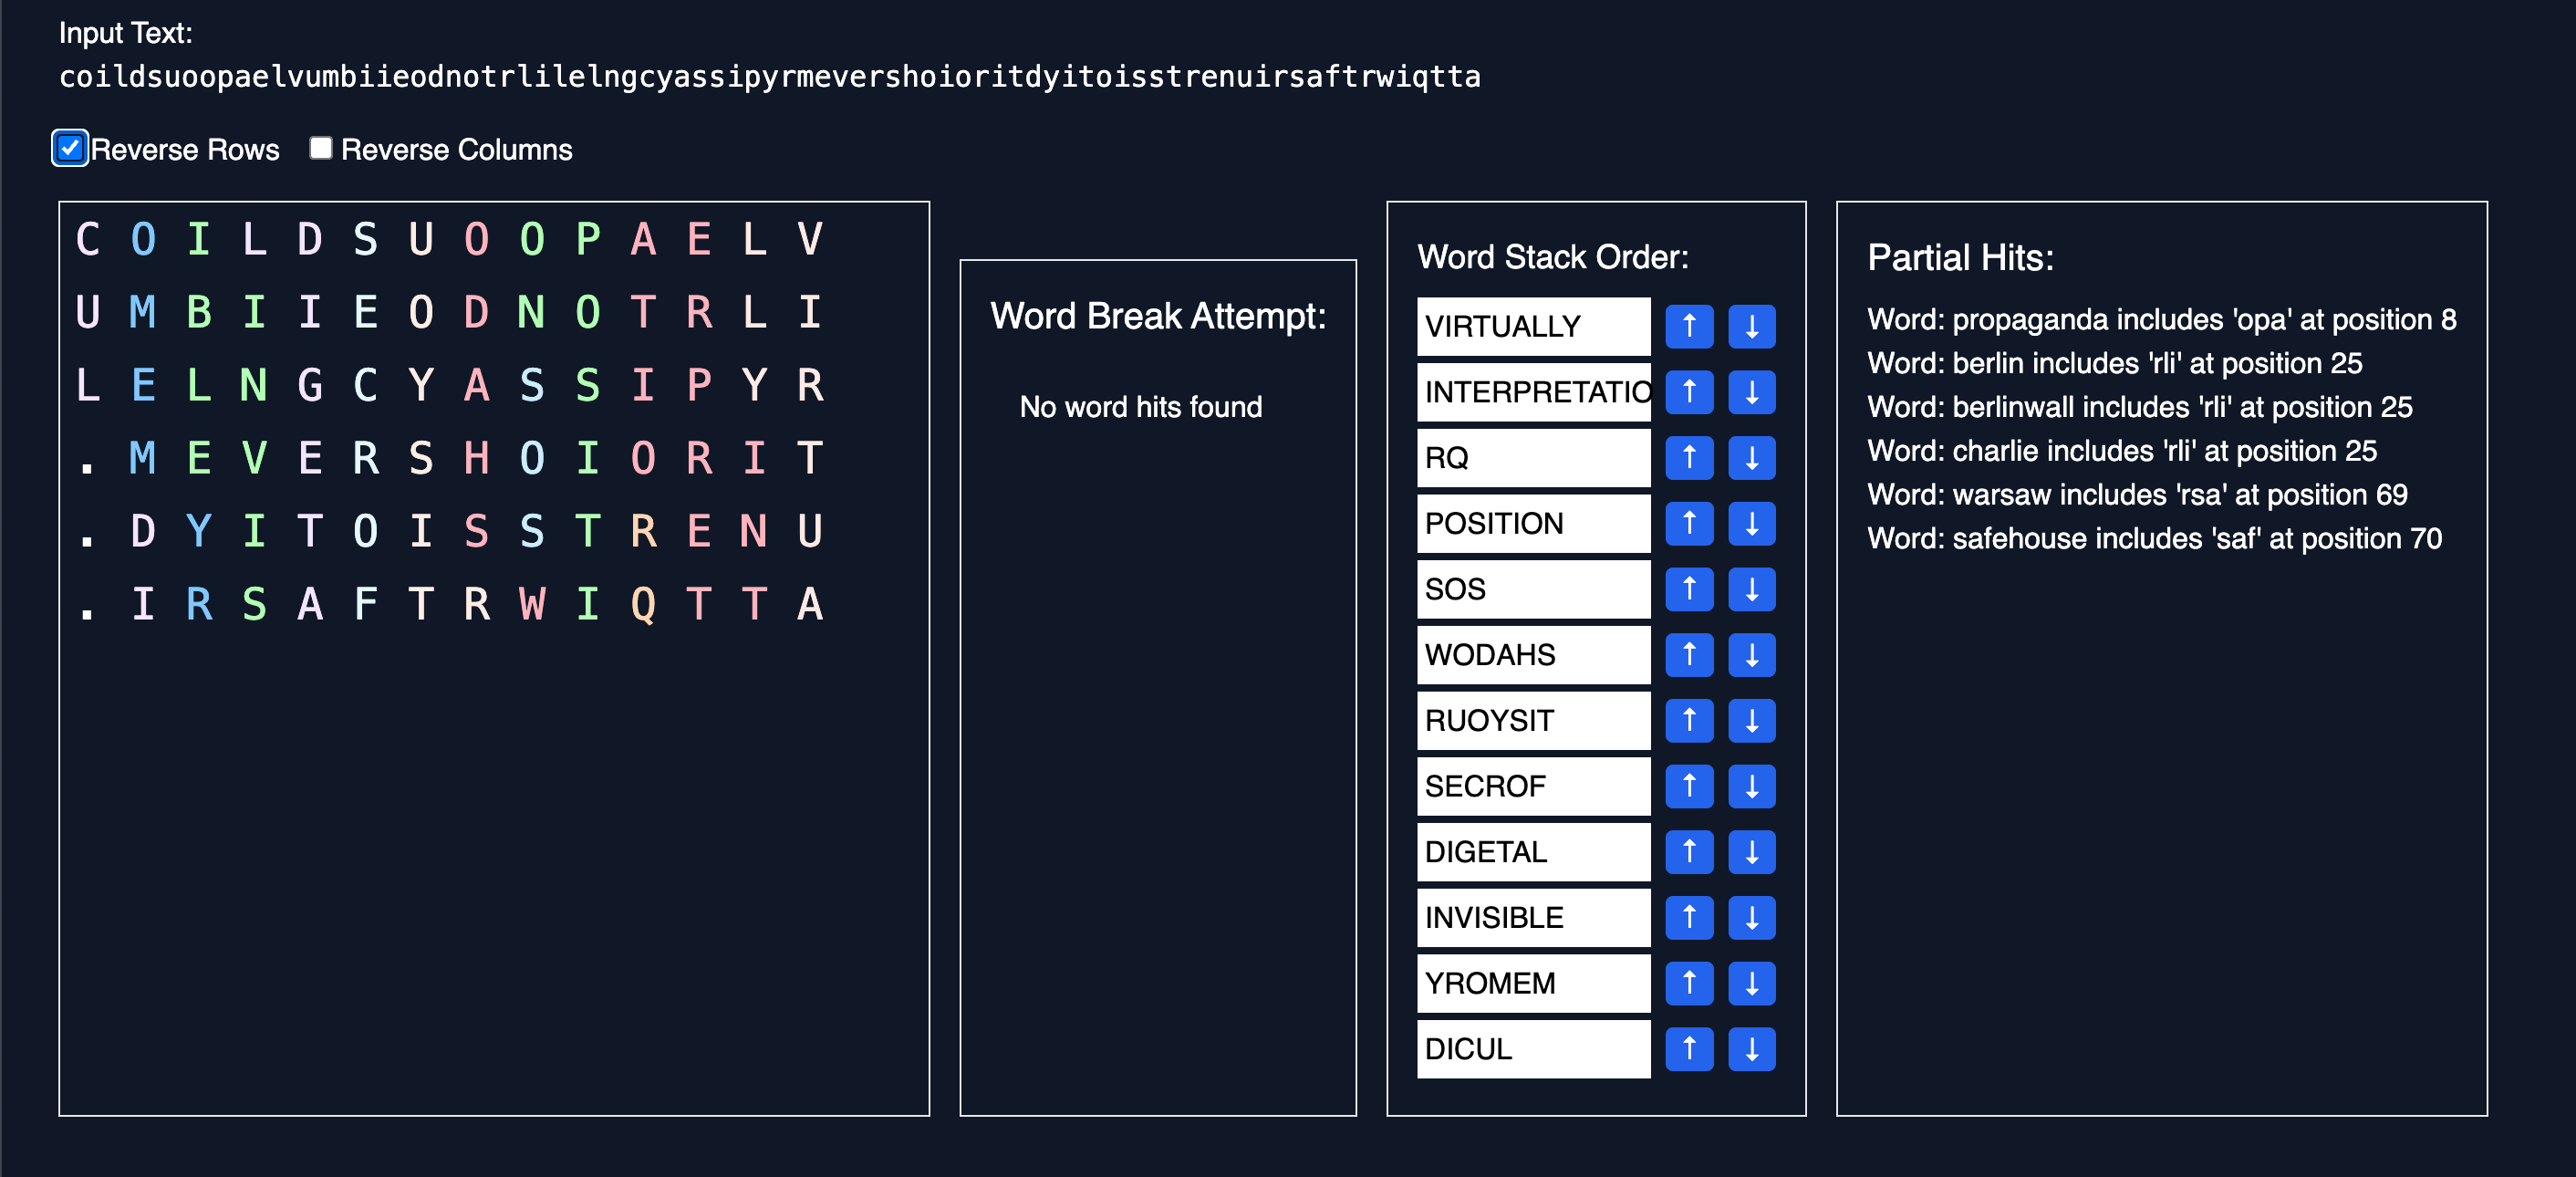 Input Text:
coildsuoopaelvumbiieodnotrlilelngcyassipyrmevershoioritdyitoisstrenuirsaftrwiqtta
Reverse Rows
Reverse Columns
C O I L D S U O O P A E L V
U M B I I E O D N O T R L I
L E L N G C Y A S S I P Y R
. M E V E R S H O I O R I T
. D Y I T O I S S T R E N U
. I R S A F T R W I Q T T A
Word Break Attempt:
No word hits found
Word Stack Order:
VIRTUALLY ↑ ↓
INTERPRETATIO ↑ ↓
RQ ↑ ↓
POSITION ↑ ↓
SOS ↑ ↓
WODAHS ↑ ↓
RUOYSIT ↑ ↓
SECROF ↑ ↓
DIGETAL ↑ ↓
INVISIBLE ↑ ↓
YROMEM ↑ ↓
DICUL ↑ ↓
Partial Hits:
Word: propaganda includes 'opa' at position 8
Word: berlin includes 'rli' at position 25
Word: berlinwall includes 'rli' at position 25
Word: charlie includes 'rli' at position 25
Word: warsaw includes 'rsa' at position 69
Word: safehouse includes 'saf' at position 70